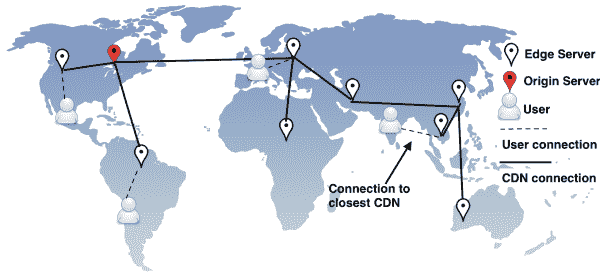 Edge Server
Origin Server
User
User connection
CDN connection
Connection to
closest CDN